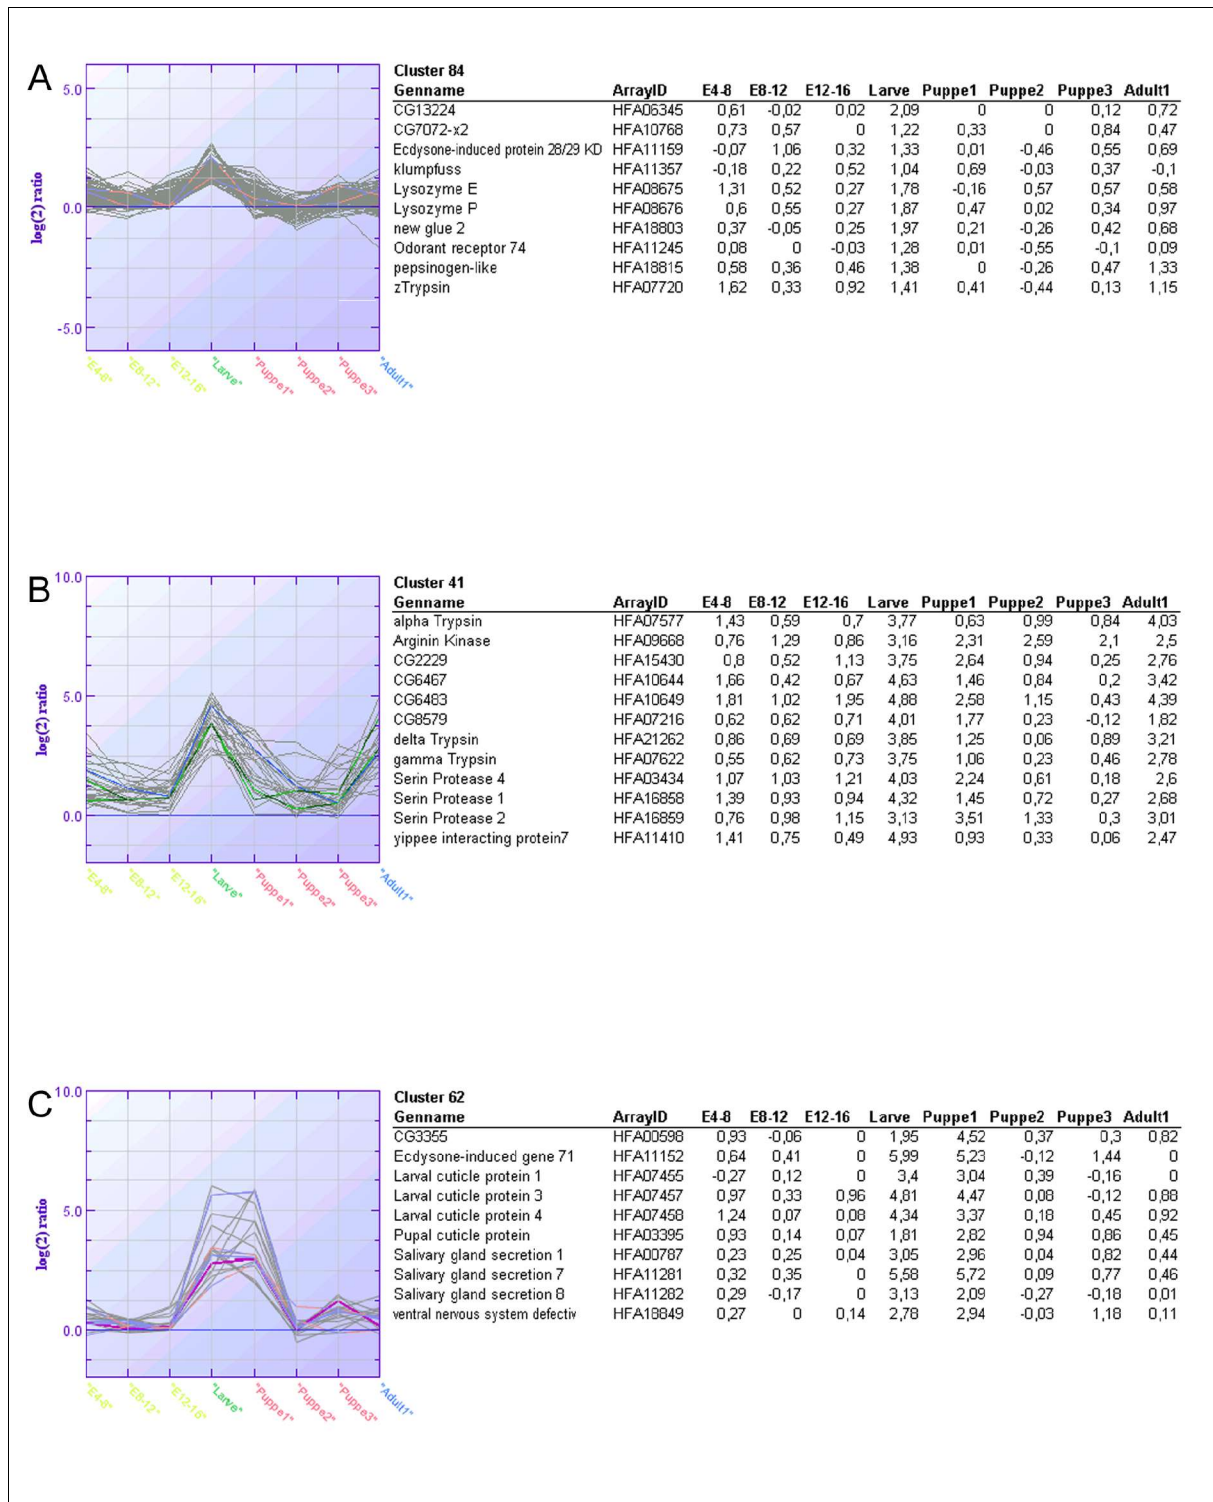 A
Cluster 84
Genname ArrayID E4-8 E8-12 E12-16 Larve Puppe1 Puppe2 Puppe3 Adult1
CG13224 HFA06345 0,61 -0,02 0,02 2,09 0 0 0,12 0,72
CG7072-x2 HFA10768 0,73 0,57 0 1,22 0,33 0 0,84 0,47
Ecdysone-induced protein 28/29 KD HFA11159 -0,07 1,06 0,32 1,33 0,01 -0,46 0,55 0,69
klumpfuss HFA11357 -0,18 0,22 0,52 1,04 0,69 -0,03 0,37 -0,1
Lysozyme E HFA08675 1,31 0,52 0,27 1,78 -0,16 0,57 0,57 0,58
Lysozyme P HFA08676 0,6 0,55 0,27 1,87 0,47 0,02 0,34 0,97
new glue 2 HFA18803 0,37 -0,05 0,25 1,97 0,21 -0,26 0,42 0,68
Odorant receptor 74 HFA11245 0,08 0 -0,03 1,28 0,01 -0,55 -0,1 0,09
pepsinogen-like HFA18815 0,58 0,36 0,46 1,38 0 -0,26 0,47 1,33
zTrypsin HFA07720 1,62 0,33 0,92 1,41 0,41 -0,44 0,13 1,15
5.0
0.0
-5.0
log(2) ratio
"E4-8" "E8-12" "E12-16" "Larve" "Puppe1" "Puppe2" "Puppe3" "Adult1"
B
Cluster 41
Genname ArrayID E4-8 E8-12 E12-16 Larve Puppe1 Puppe2 Puppe3 Adult1
alpha Trypsin HFA07577 1,43 0,59 0,7 3,77 0,63 0,99 0,84 4,03
Arginin Kinase HFA09668 0,76 1,29 0,86 3,16 2,31 2,59 2,1 2,5
CG2229 HFA15430 0,8 0,52 1,13 3,75 2,64 0,94 0,25 2,76
CG6467 HFA10644 1,66 0,42 0,67 4,63 1,46 0,84 0,2 3,42
CG6483 HFA10649 1,81 1,02 1,95 4,88 2,58 1,15 0,43 4,39
CG8579 HFA07216 0,62 0,62 0,71 4,01 1,77 0,23 -0,12 1,82
delta Trypsin HFA21262 0,86 0,69 0,69 3,85 1,25 0,06 0,89 3,21
gamma Trypsin HFA07622 0,55 0,62 0,73 3,75 1,06 0,23 0,46 2,78
Serin Protease 4 HFA03434 1,07 1,03 1,21 4,03 2,24 0,61 0,18 2,6
Serin Protease 1 HFA16858 1,39 0,93 0,94 4,32 1,45 0,72 0,27 2,68
Serin Protease 2 HFA16859 0,76 0,98 1,15 3,13 3,51 1,33 0,3 3,01
yippee interacting protein7 HFA11410 1,41 0,75 0,49 4,93 0,93 0,33 0,06 2,47
10.0
5.0
0.0
log(2) ratio
"E4-8" "E8-12" "E12-16" "Larve" "Puppe1" "Puppe2" "Puppe3" "Adult1"
C
Cluster 62
Genname ArrayID E4-8 E8-12 E12-16 Larve Puppe1 Puppe2 Puppe3 Adult1
CG3355 HFA00598 0,93 -0,06 0 1,95 4,52 0,37 0,3 0,82
Ecdysone-induced gene 71 HFA11152 0,64 0,41 0 5,99 5,23 -0,12 1,44 0
Larval cuticle protein 1 HFA07455 -0,27 0,12 0 3,4 3,04 0,39 -0,16 0
Larval cuticle protein 3 HFA07457 0,97 0,33 0,96 4,81 4,47 0,08 -0,12 0,88
Larval cuticle protein 4 HFA07458 1,24 0,07 0,08 4,34 3,37 0,18 0,45 0,92
Pupal cuticle protein HFA03395 0,93 0,14 0,07 1,81 2,82 0,94 0,86 0,45
Salivary gland secretion 1 HFA00787 0,23 0,25 0,04 3,05 2,96 0,04 0,82 0,44
Salivary gland secretion 7 HFA11281 0,32 0,35 0 5,58 5,72 0,09 0,77 0,46
Salivary gland secretion 8 HFA11282 0,29 -0,17 0 3,13 2,09 -0,27 -0,18 0,01
ventral nervous system defectiv HFA18849 0,27 0 0,14 2,78 2,94 -0,03 1,18 0,11
10.0
5.0
0.0
log(2) ratio
"E4-8" "E8-12" "E12-16" "Larve" "Puppe1" "Puppe2" "Puppe3" "Adult1"